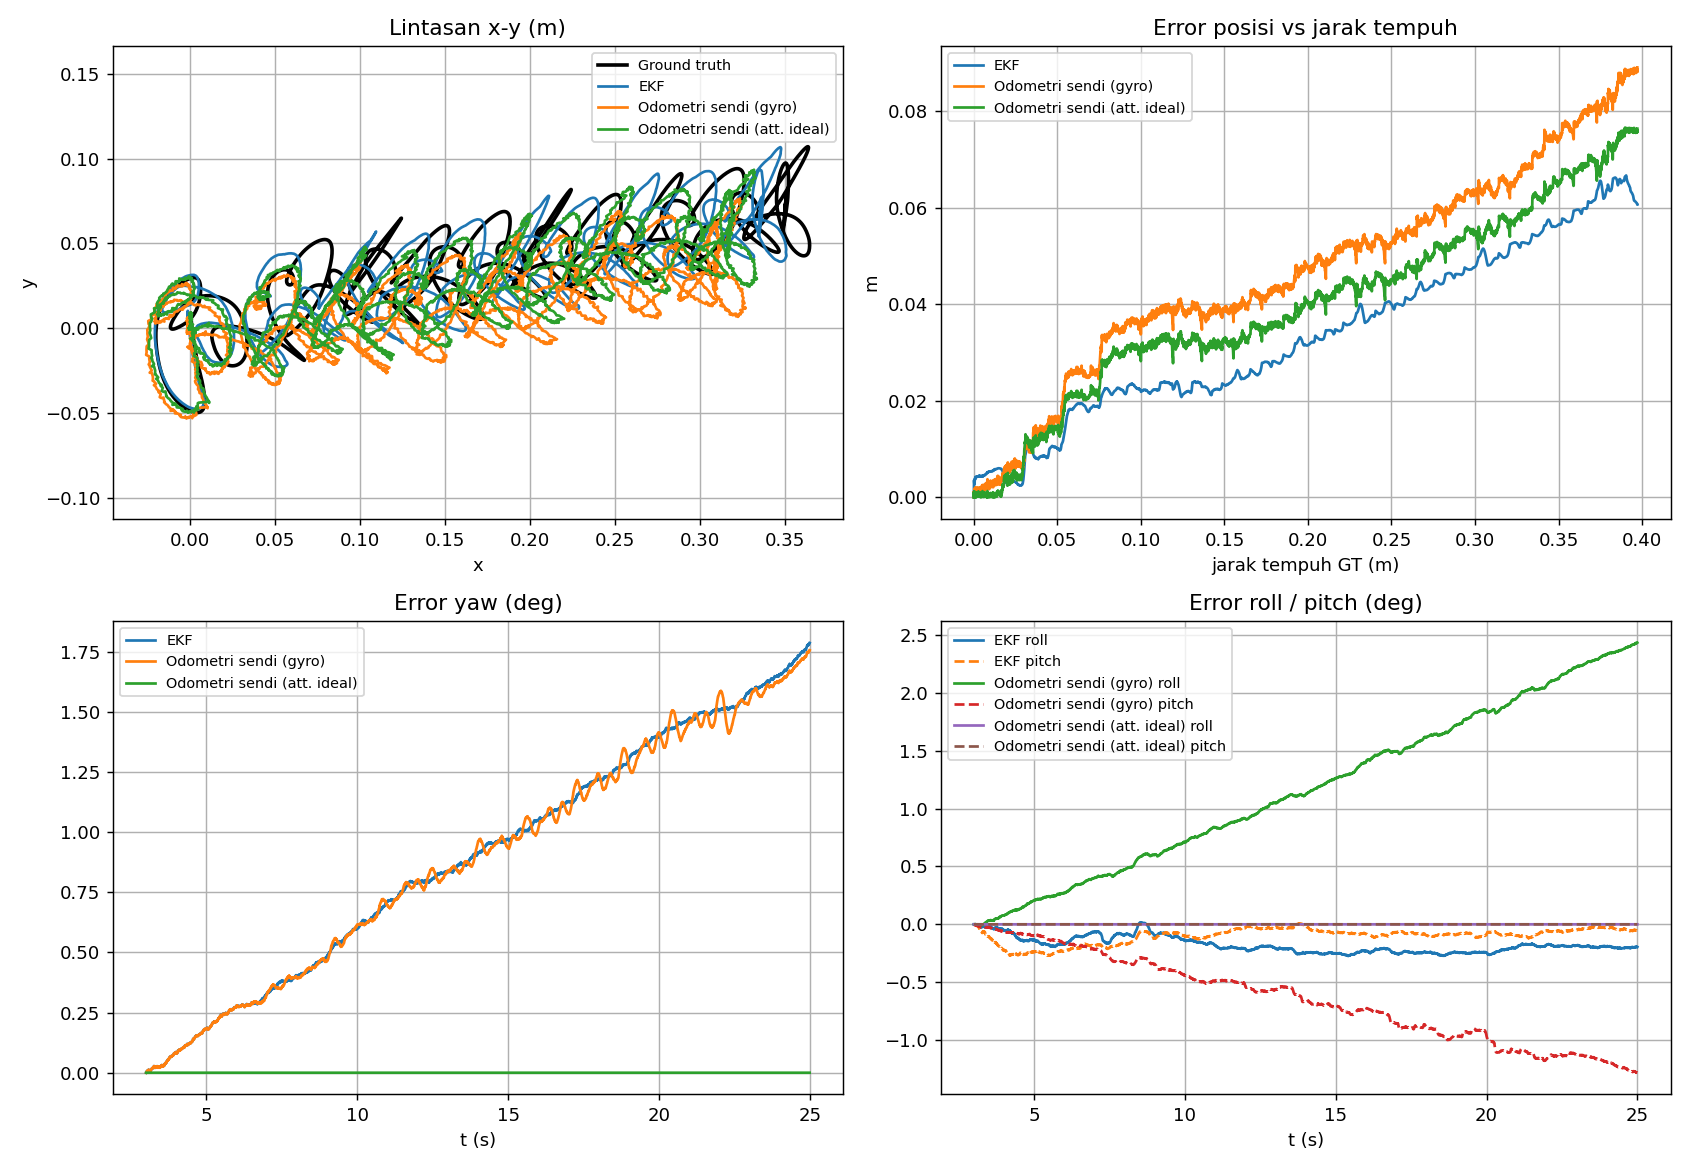 Lintasan x-y (m)
0.15
0.10
0.05
0.00
−0.05
−0.10
y
Ground truth
EKF
Odometri sendi (gyro)
Odometri sendi (att. ideal)
0.00 0.05 0.10 0.15 0.20 0.25 0.30 0.35
x
Error posisi vs jarak tempuh
EKF
Odometri sendi (gyro)
Odometri sendi (att. ideal)
0.08
0.06
0.04
0.02
0.00
m
0.00 0.05 0.10 0.15 0.20 0.25 0.30 0.35 0.40
jarak tempuh GT (m)
Error yaw (deg)
EKF
Odometri sendi (gyro)
Odometri sendi (att. ideal)
1.75
1.50
1.25
1.00
0.75
0.50
0.25
0.00
5 10 15 20 25
t (s)
Error roll / pitch (deg)
EKF roll
EKF pitch
Odometri sendi (gyro) roll
Odometri sendi (gyro) pitch
Odometri sendi (att. ideal) roll
Odometri sendi (att. ideal) pitch
2.5
2.0
1.5
1.0
0.5
0.0
−0.5
−1.0
5 10 15 20 25
t (s)